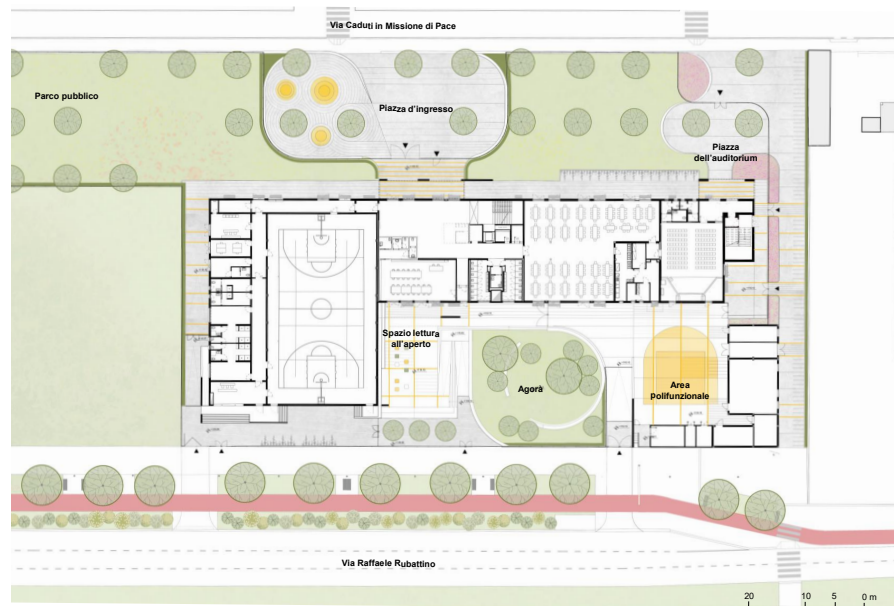 Via Caduti in Missione di Pace
Parco pubblico
Piazza d'ingresso
Piazza
dell'auditorium
Spazio lettura
all'aperto
Agorà
Area
polifunzionale
Via Raffaele Rubattino
20 10 5 0 m